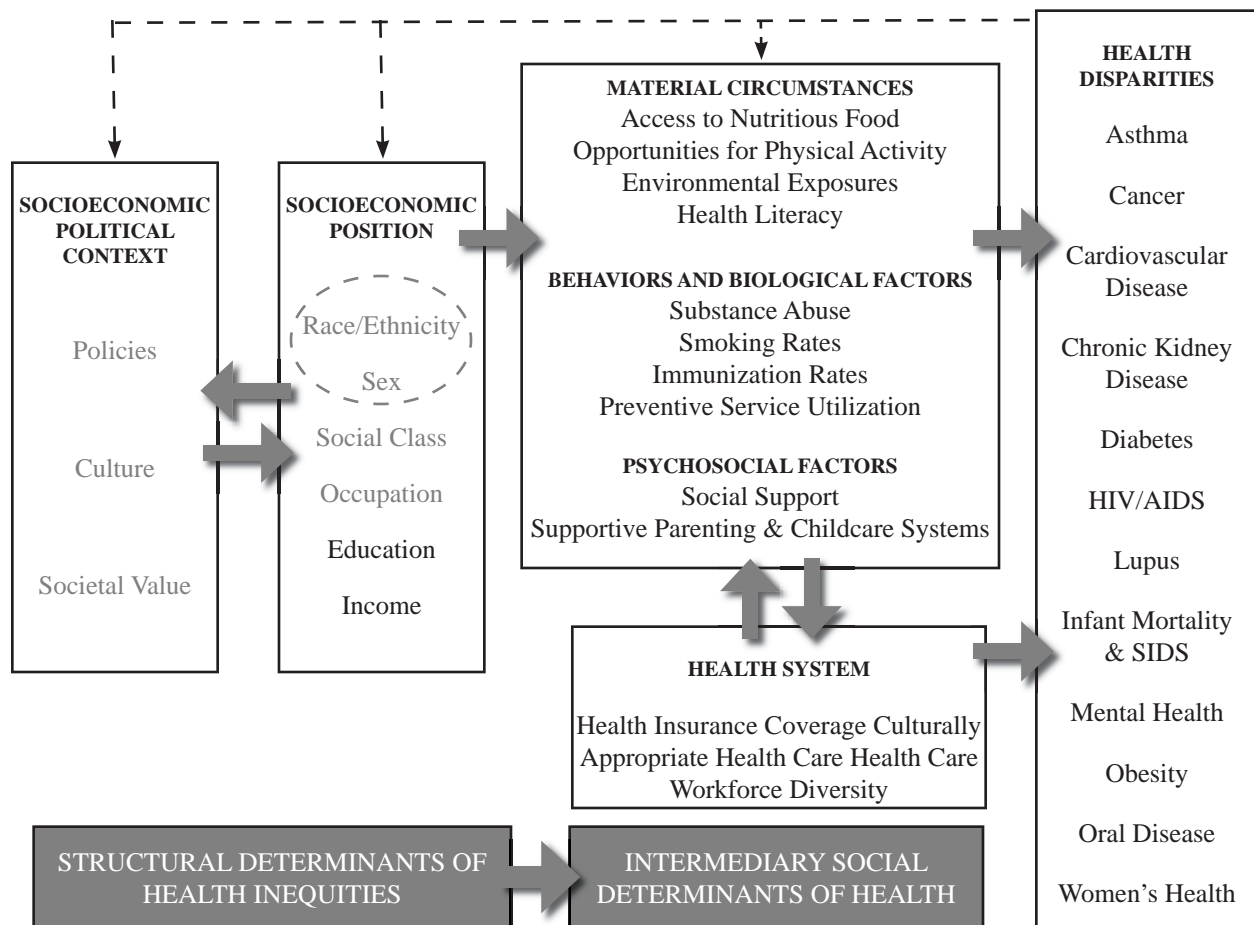 SOCIOECONOMIC
POLITICAL
CONTEXT
Policies
Culture
Societal Value
SOCIOECONOMIC
POSITION
Race/Ethnicity
Sex
Social Class
Occupation
Education
Income
MATERIAL CIRCUMSTANCES
Access to Nutritious Food
Opportunities for Physical Activity
Environmental Exposures
Health Literacy
BEHAVIORS AND BIOLOGICAL FACTORS
Substance Abuse
Smoking Rates
Immunization Rates
Preventive Service Utilization
PSYCHOSOCIAL FACTORS
Social Support
Supportive Parenting & Childcare Systems
HEALTH SYSTEM
Health Insurance Coverage Culturally
Appropriate Health Care Health Care
Workforce Diversity
HEALTH
DISPARITIES
Asthma
Cancer
Cardiovascular
Disease
Chronic Kidney
Disease
Diabetes
HIV/AIDS
Lupus
Infant Mortality
& SIDS
Mental Health
Obesity
Oral Disease
Women’s Health
STRUCTURAL DETERMINANTS OF
HEALTH INEQUITIES
INTERMEDIARY SOCIAL
DETERMINANTS OF HEALTH